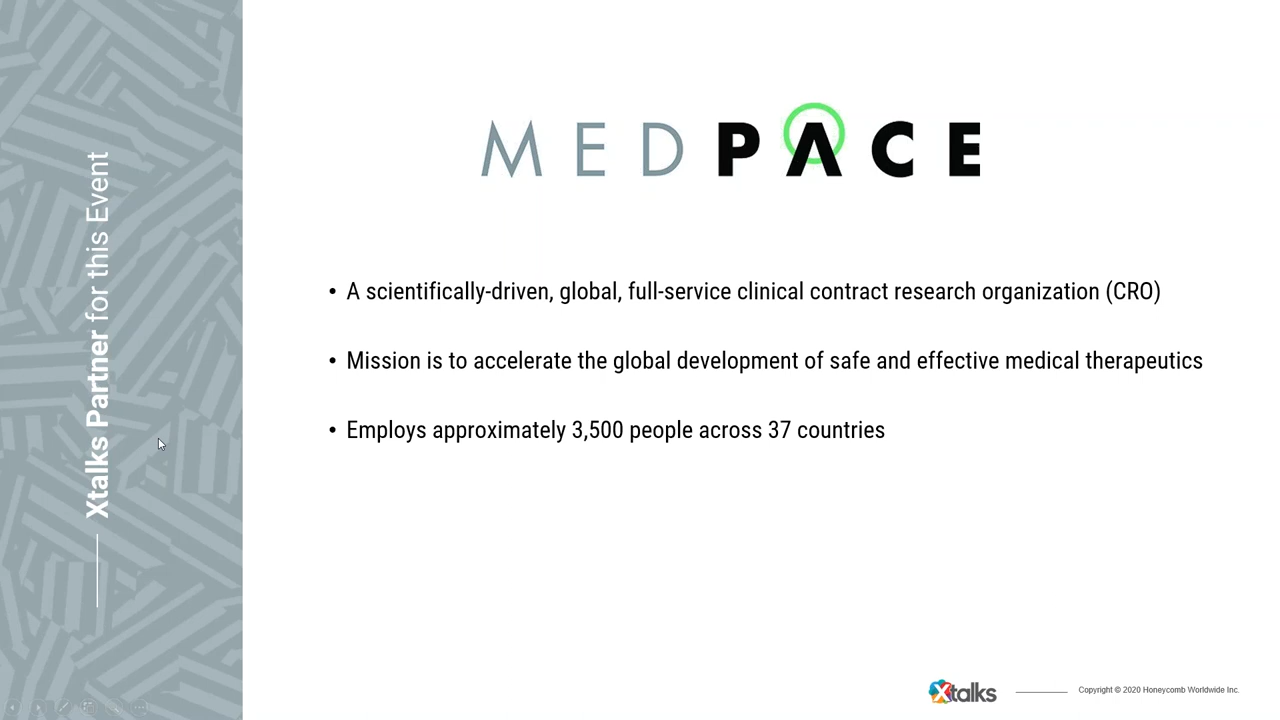 Xtalks Partner for this Event
MEDPACE
• A scientifically-driven, global, full-service clinical contract research organization (CRO)
• Mission is to accelerate the global development of safe and effective medical therapeutics
• Employs approximately 3,500 people across 37 countries
Xtalks
Copyright © 2020 Honeycomb Worldwide Inc.